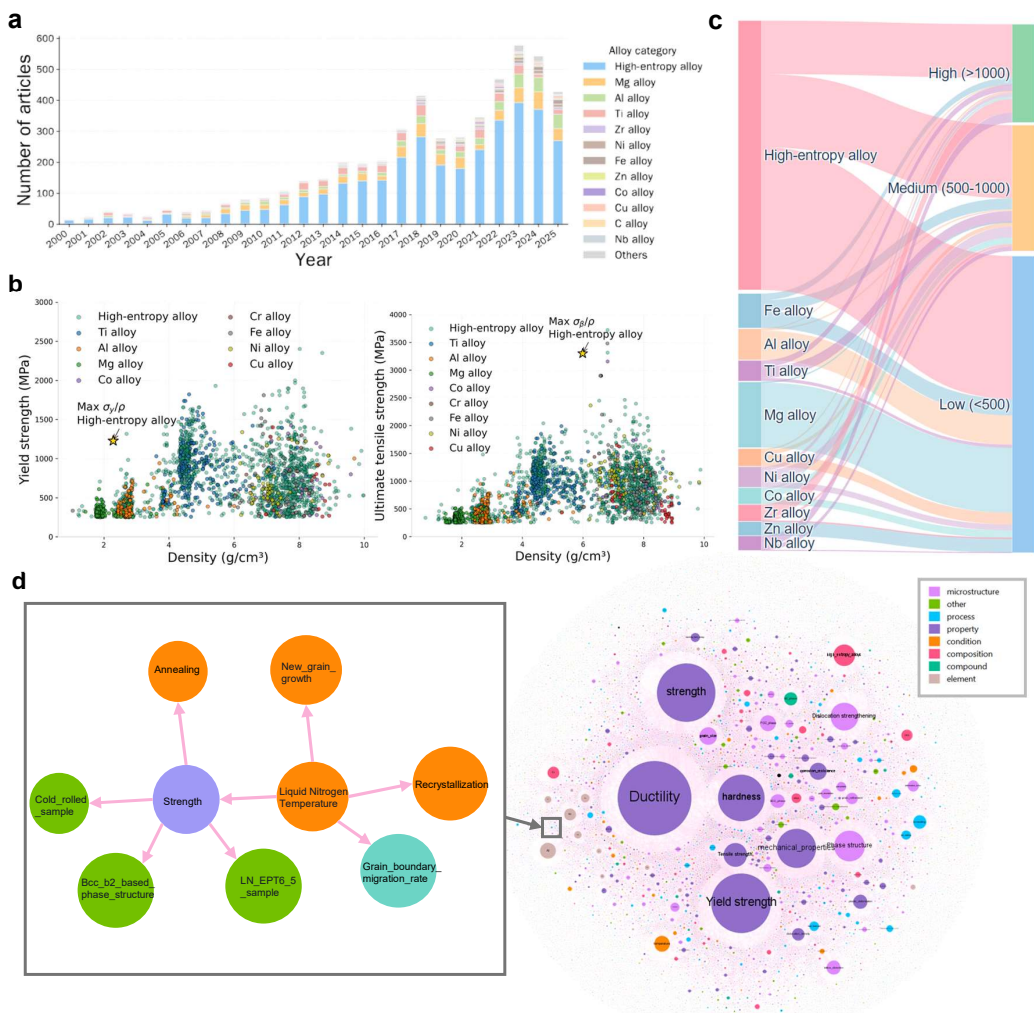 a
600
500
400
300
200
100
0
Number of articles
2000
2001
2002
2003
2004
2005
2006
2007
2008
2009
2010
2011
2012
2013
2014
2015
2016
2017
2018
2019
2020
2021
2022
2023
2024
2025
Year
Alloy category
High-entropy alloy
Mg alloy
Al alloy
Ti alloy
Zr alloy
Ni alloy
Fe alloy
Zn alloy
Co alloy
Cu alloy
C alloy
Nb alloy
Others
b
3000
2500
2000
1500
1000
500
0
Yield strength (MPa)
High-entropy alloy
Ti alloy
Al alloy
Mg alloy
Co alloy
Cr alloy
Fe alloy
Ni alloy
Cu alloy
Max σy/ρ
High-entropy alloy
2
4
6
8
10
Density (g/cm³)
4000
3500
3000
2500
2000
1500
1000
500
0
Ultimate tensile strength (MPa)
High-entropy alloy
Ti alloy
Al alloy
Mg alloy
Co alloy
Cr alloy
Fe alloy
Ni alloy
Cu alloy
Max σβ/ρ
High-entropy alloy
2
4
6
8
10
Density (g/cm³)
c
High-entropy alloy
Fe alloy
Al alloy
Ti alloy
Mg alloy
Cu alloy
Ni alloy
Co alloy
Zr alloy
Zn alloy
Nb alloy
High (>1000)
Medium (500-1000)
Low (<500)
d
Annealing
New_grain_
growth
Cold_rolled
_sample
Strength
Liquid Nitrogen
Temperature
Recrystallization
Bcc_b2_based_
phase_structure
LN_EPT6_5
_sample
Grain_boundary_
migration_rate
strength
Dislocation strengthening
Ductility
hardness
mechanical_properties
Phase structure
Tensile strength
Yield strength
microstructure
other
process
property
condition
composition
compound
element